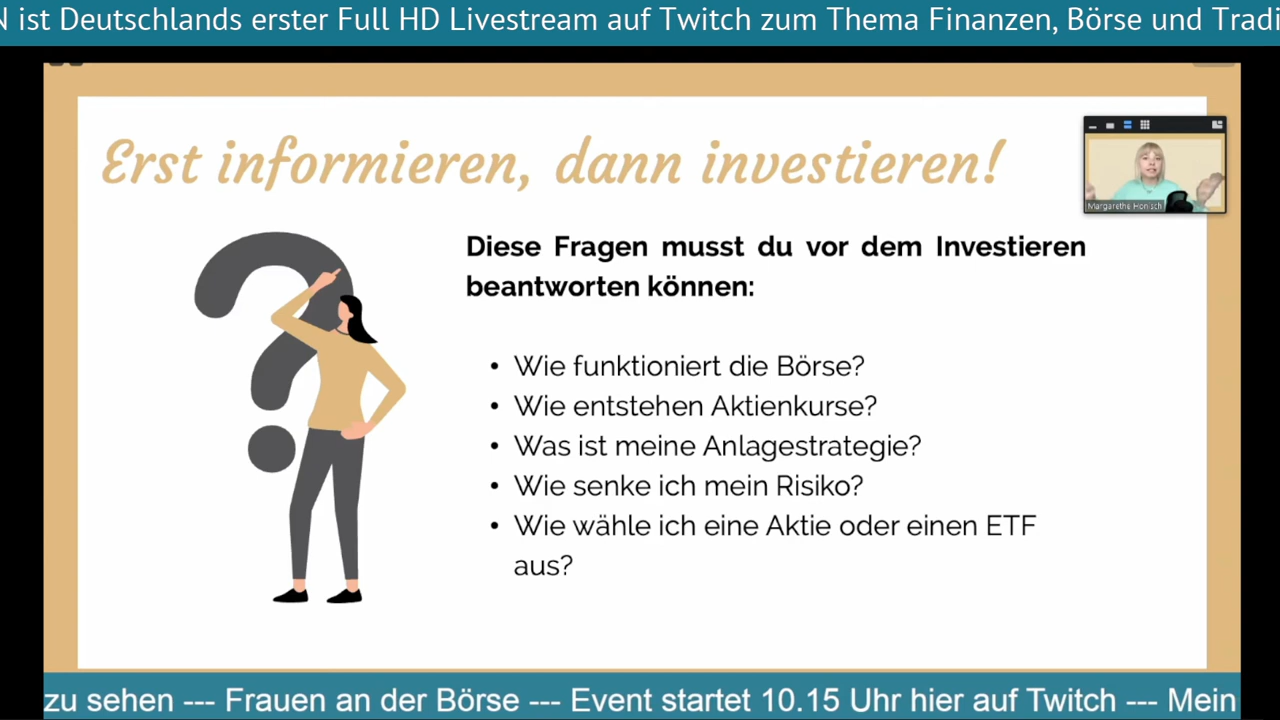 N ist Deutschlands erster Full HD Livestream auf Twitch zum Thema Finanzen, Börse und Tradi
Erst informieren, dann investieren!
Margarethe Honisch
Diese Fragen musst du vor dem Investieren
beantworten können:
• Wie funktioniert die Börse?
• Wie entstehen Aktienkurse?
• Was ist meine Anlagestrategie?
• Wie senke ich mein Risiko?
• Wie wähle ich eine Aktie oder einen ETF
aus?
zu sehen --- Frauen an der Börse --- Event startet 10.15 Uhr hier auf Twitch --- Mein